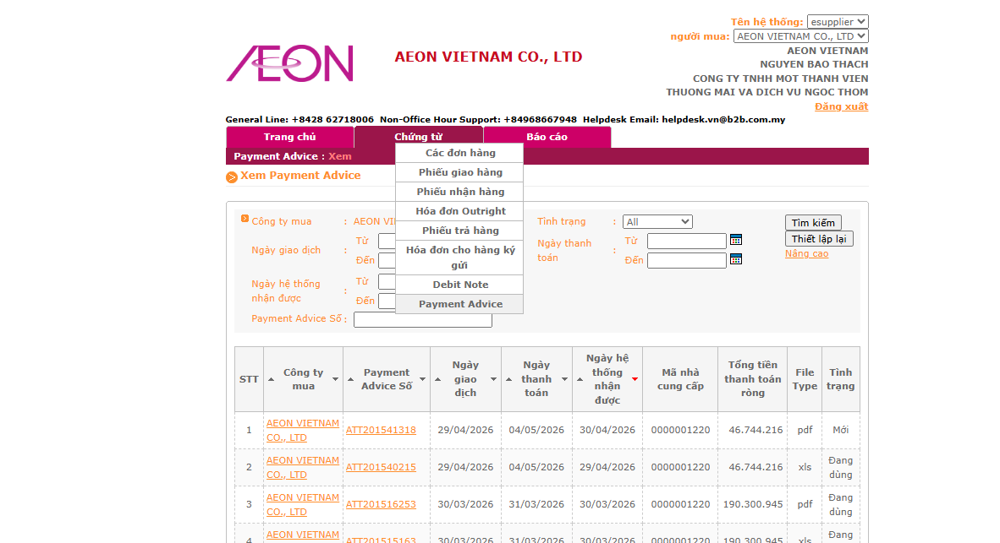 Tên hệ thống: esupplier
người mua: AEON VIETNAM CO., LTD
AEON
AEON VIETNAM CO., LTD
AEON VIETNAM
NGUYEN BAO THACH
CONG TY TNHH MOT THANH VIEN
THUONG MAI VA DICH VU NGOC THOM
Đăng xuất
General Line: +8428 62718006 Non-Office Hour Support: +84968667948 Helpdesk Email: helpdesk.vn@b2b.com.my
Trang chủ Chứng từ Báo cáo
Payment Advice : Xem
Các đơn hàng
Phiếu giao hàng
Phiếu nhận hàng
Hóa đơn Outright
Phiếu trả hàng
Hóa đơn cho hàng ký
gửi
Debit Note
Payment Advice
Xem Payment Advice
Công ty mua : AEON VI
Tình trạng : All
Tìm kiếm
Thiết lập lại
Nâng cao
Ngày giao dịch : Từ
Đến
Ngày thanh
toán : Từ
Đến
Ngày hệ thống
nhận được : Từ
Đến
Payment Advice Số :
STT
Công ty
mua
Payment
Advice Số
Ngày
giao
dịch
Ngày
thanh
toán
Ngày hệ
thống
nhận
được
Mã nhà
cung cấp
Tổng tiền
thanh toán
ròng
File
Type
Tình
trạng
1 AEON VIETNAM
CO., LTD ATT201541318 29/04/2026 04/05/2026 30/04/2026 0000001220 46.744.216 pdf Mới
2 AEON VIETNAM
CO., LTD ATT201540215 29/04/2026 04/05/2026 29/04/2026 0000001220 46.744.216 xls Đang
dùng
3 AEON VIETNAM
CO., LTD ATT201516253 30/03/2026 31/03/2026 30/03/2026 0000001220 190.300.945 pdf Đang
dùng
4 AEON VIETNAM ATT201515163 30/03/2026 31/03/2026 30/03/2026 0000001220 190.300.945 xls Đang